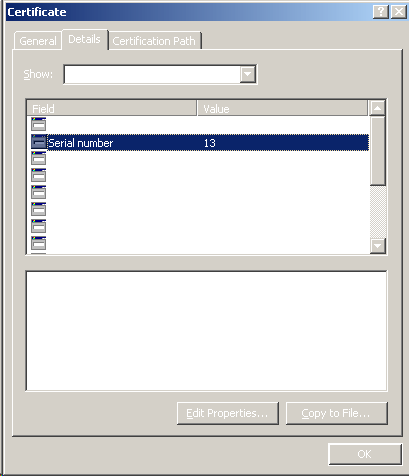 Certificate
General Details Certification Path
Show:
Field Value
Serial number 13
Edit Properties... Copy to File...
OK